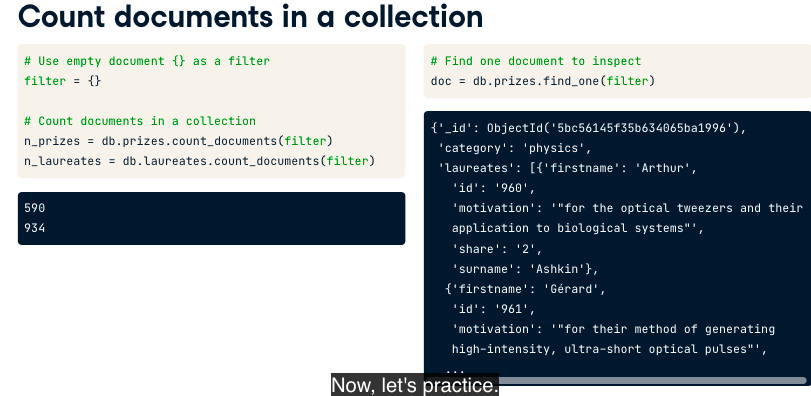 Count documents in a collection
# Use empty document {} as a filter
filter = {}
# Count documents in a collection
n_prizes = db.prizes.count_documents(filter)
n_laureates = db.laureates.count_documents(filter)
590
934
# Find one document to inspect
doc = db.prizes.find_one(filter)
{'_id': ObjectId('5bc56145f35b634065ba1996'),
'category': 'physics',
'laureates': [{'firstname': 'Arthur',
'id': '960',
'motivation': '"for the optical tweezers and their
application to biological systems"',
'share': '2',
'surname': 'Ashkin'},
{'firstname': 'Gérard',
'id': '961',
'motivation': '"for their method of generating
high-intensity, ultra-short optical pulses"',
...
Now, let's practice.